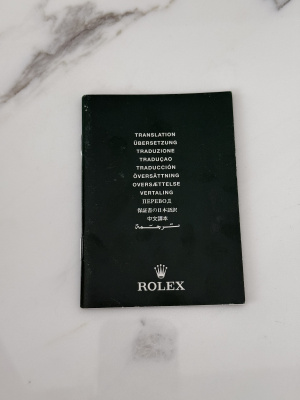 TRANSLATION
ÜBERSETZUNG
TRADUZIONE
TRADUÇAO
TRADUCCIÓN
ÖVERSÄTTNING
OVERSÆTTELSE
VERTALING
ПЕРЕВОД
保証書の日本語訳
中文譯本
ترجمة
ROLEX